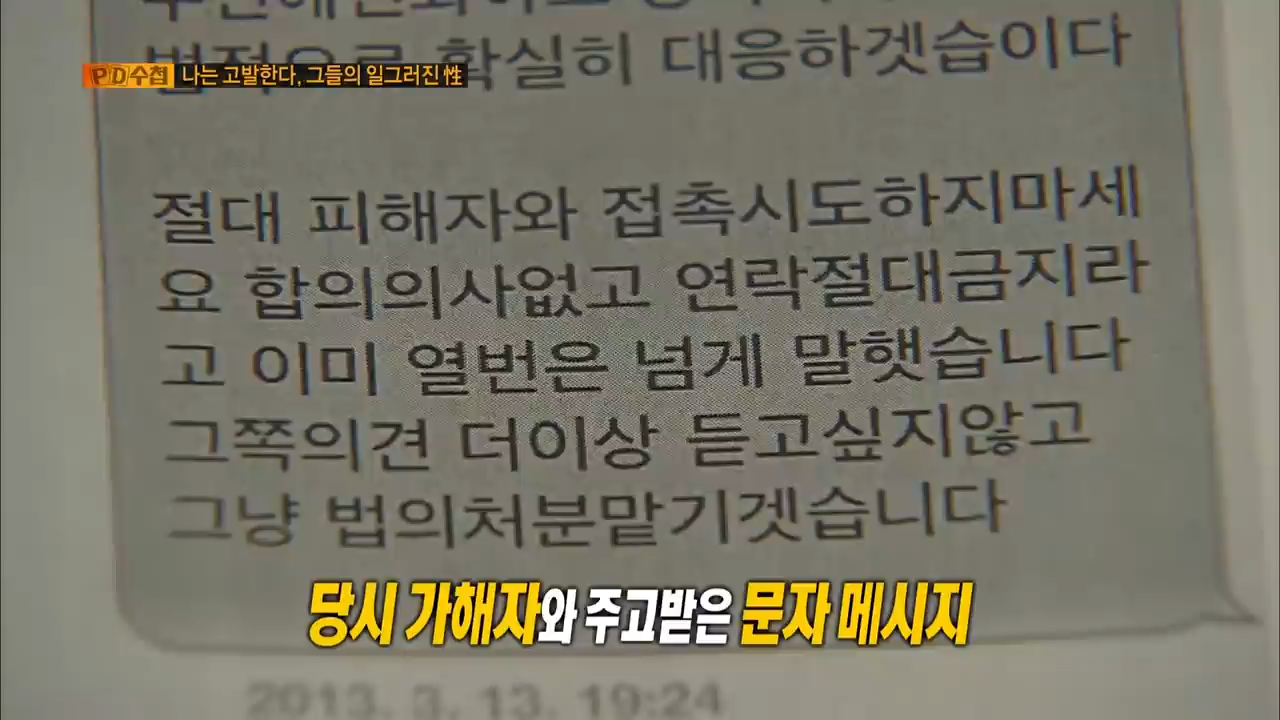 PD수첩 나는 고발한다, 그들의 일그러진 性
법적으로 확실히 대응하겟습이다
절대 피해자와 접촉시도하지마세
요 합의의사없고 연락절대금지라
고 이미 열번은 넘게 말햇습니다
그쪽의견 더이상 듣고싶지않고
그냥 법의처분맡기겟습니다
당시 가해자와 주고받은 문자 메시지
2013. 3. 13. 19:24